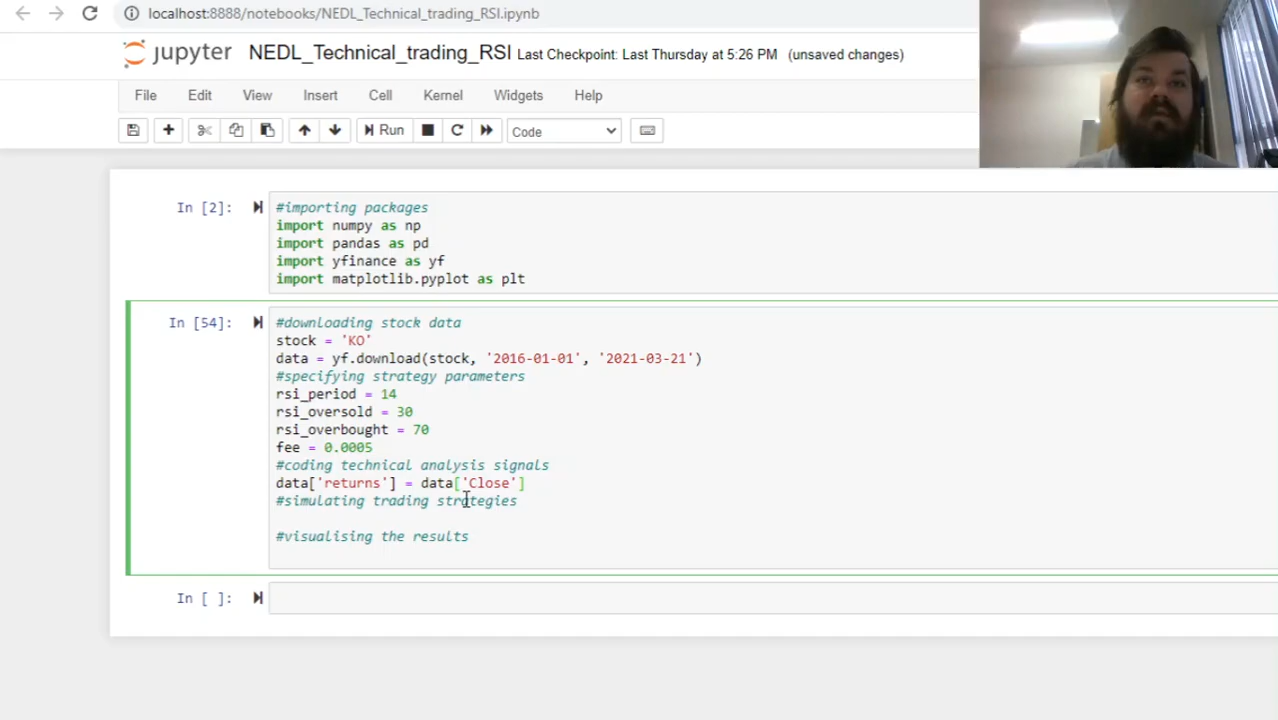 localhost:8888/notebooks/NEDL_Technical_trading_RSI.ipynb
jupyter NEDL_Technical_trading_RSI Last Checkpoint: Last Thursday at 5:26 PM (unsaved changes)
File Edit View Insert Cell Kernel Widgets Help
Run Code
In [2]:
#importing packages
import numpy as np
import pandas as pd
import yfinance as yf
import matplotlib.pyplot as plt
In [54]:
#downloading stock data
stock = 'KO'
data = yf.download(stock, '2016-01-01', '2021-03-21')
#specifying strategy parameters
rsi_period = 14
rsi_oversold = 30
rsi_overbought = 70
fee = 0.0005
#coding technical analysis signals
data['returns'] = data['Close']
#simulating trading strategies
#visualising the results
In [ ]: